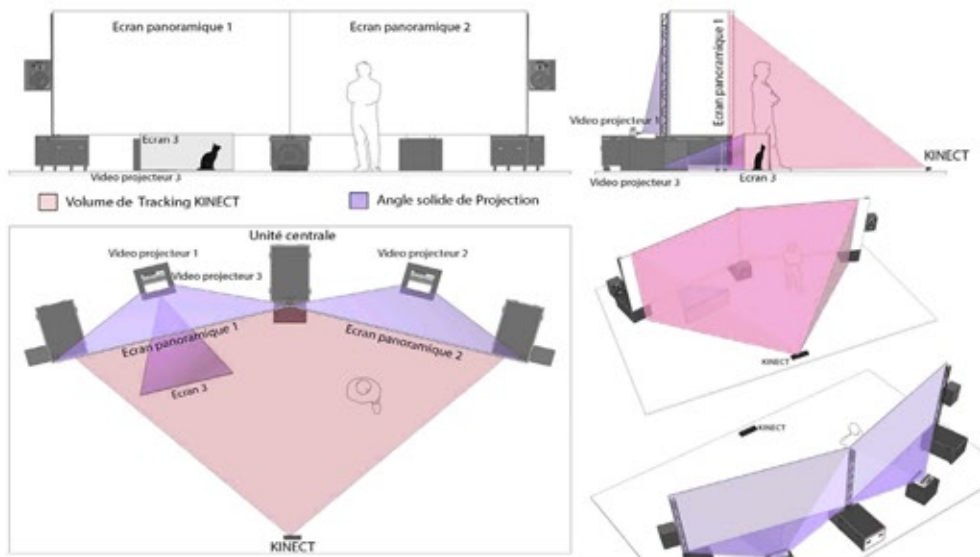 Ecran panoramique 1
Ecran panoramique 2
Ecran 3
Video projecteur 3
Ecran panoramique 1
Video projecteur 1
KINECT
Video projecteur 3
Ecran 3
Volume de Tracking KINECT
Angle solide de Projection
Unité centrale
Video projecteur 1
Video projecteur 2
Video projecteur 3
Ecran panoramique 1
Ecran panoramique 2
Ecran 3
KINECT
KINECT
KINECT